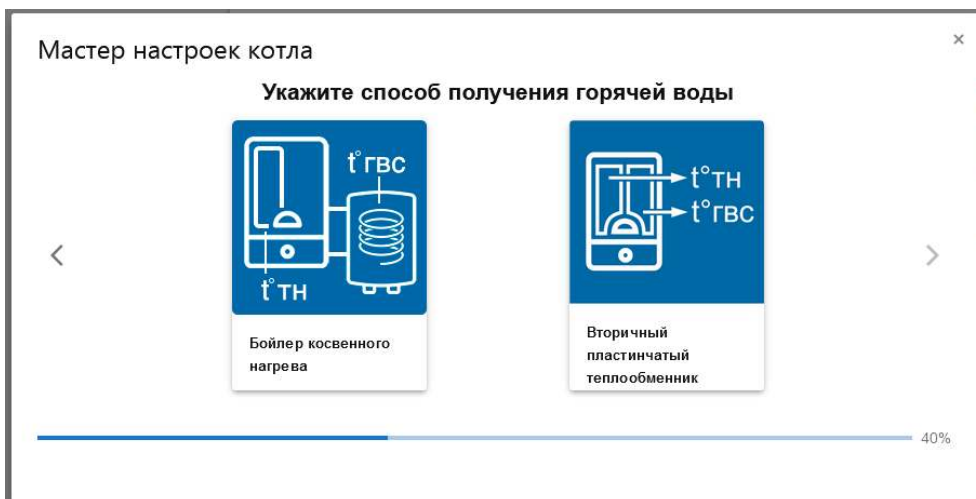 Мастер настроек котла
×
Укажите способ получения горячей воды
t° гвс
t° тн
t° тн
t° гвс
Бойлер косвенного
нагрева
Вторичный
пластинчатый
теплообменник
40%